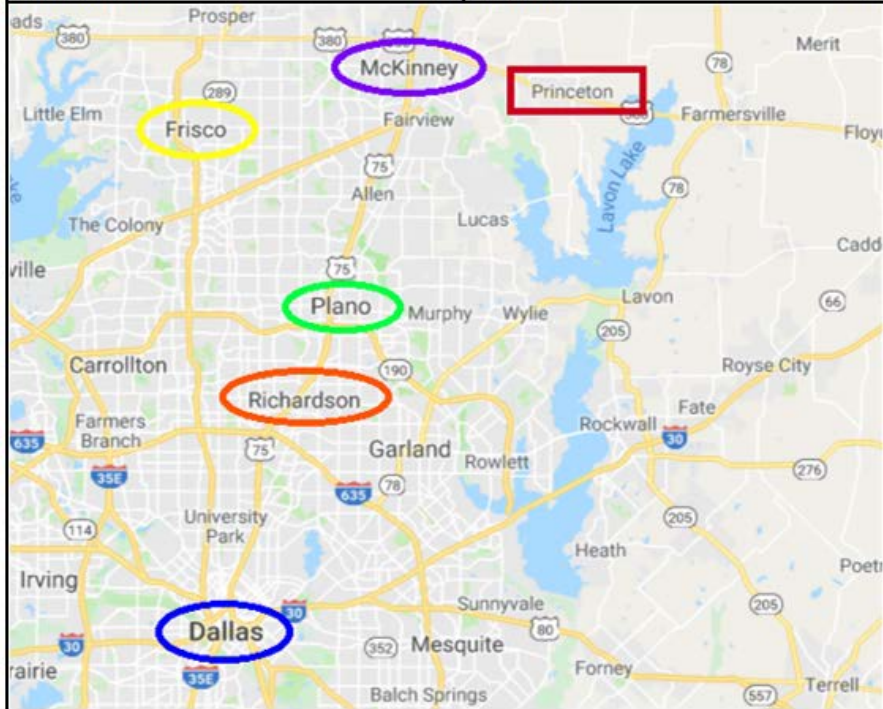 Prosper
ads
380
380
McKinney
Merit
78
289
Princeton
Little Elm
Frisco
Fairview
Farmersville
Floy
75
Allen
78
Lucas
Lavon Lake
The Colony
Cadd
ville
75
Plano
Murphy
Wylie
Lavon
66
205
Carrollton
190
Royse City
Richardson
Fate
Farmers
Branch
Rockwall
30
635
75
Garland
Rowlett
276
35E
635
78
University
Park
114
205
Heath
Irving
Poet
Sunnyvale
30
205
Dallas
80
30
352
Mesquite
rairie
35E
Forney
Terrell
Balch Springs
557